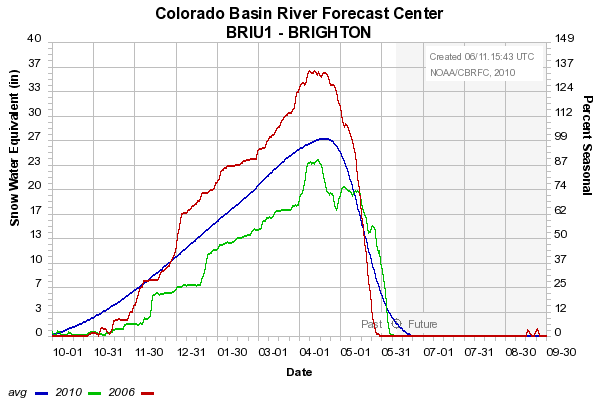 Colorado Basin River Forecast Center
BRIU1 - BRIGHTON
Created 06/11.15:43 UTC
NOAA/CBRFC, 2010
Snow Water Equivalent (in)
40
37
33
30
27
23
20
17
13
10
7
3
0
149
134
124
112
99
87
74
62
50
37
25
12
0
Percent Seasonal
Past Future
10-01 10-31 11-30 12-31 01-30 03-01 04-01 05-01 05-31 07-01 07-31 08-30 09-30
Date
avg 2010 2006